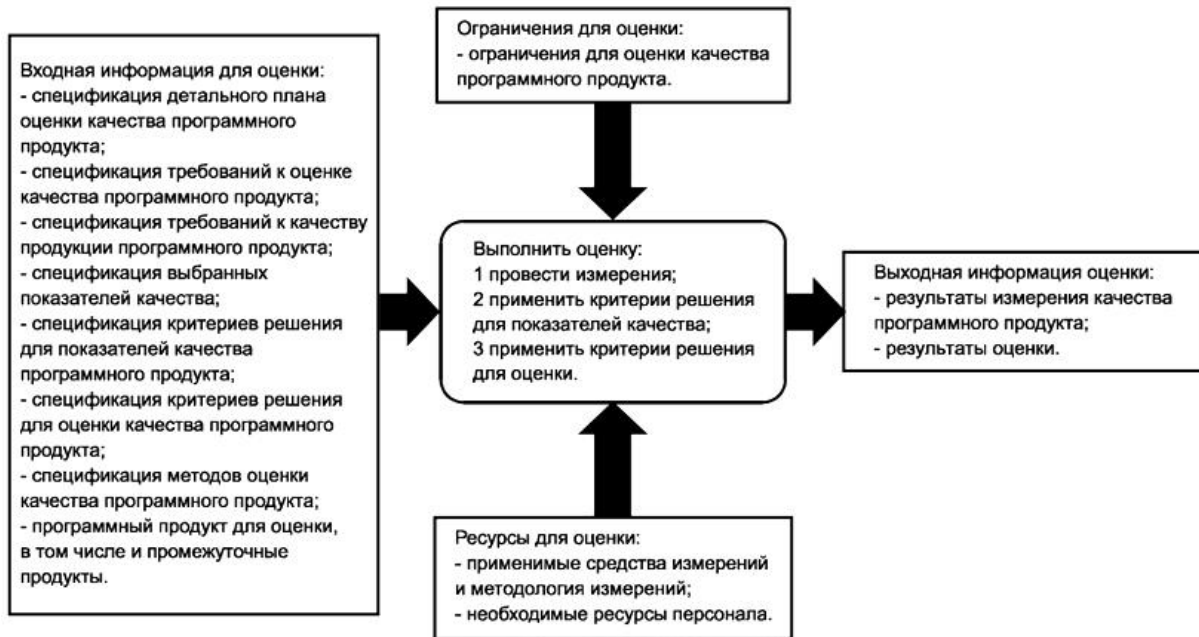 Входная информация для оценки:
- спецификация детального плана
оценки качества программного
продукта;
- спецификация требований к оценке
качества программного продукта;
- спецификация требований к качеству
продукции программного продукта;
- спецификация выбранных
показателей качества;
- спецификация критериев решения
для показателей качества
программного продукта;
- спецификация критериев решения
для оценки качества программного
продукта;
- спецификация методов оценки
качества программного продукта;
- программный продукт для оценки,
в том числе и промежуточные
продукты.
Ограничения для оценки:
- ограничения для оценки качества
программного продукта.
Выполнить оценку:
1 провести измерения;
2 применить критерии решения
для показателей качества;
3 применить критерии решения
для оценки.
Ресурсы для оценки:
- применимые средства измерений
и методология измерений;
- необходимые ресурсы персонала.
Выходная информация оценки:
- результаты измерения качества
программного продукта;
- результаты оценки.